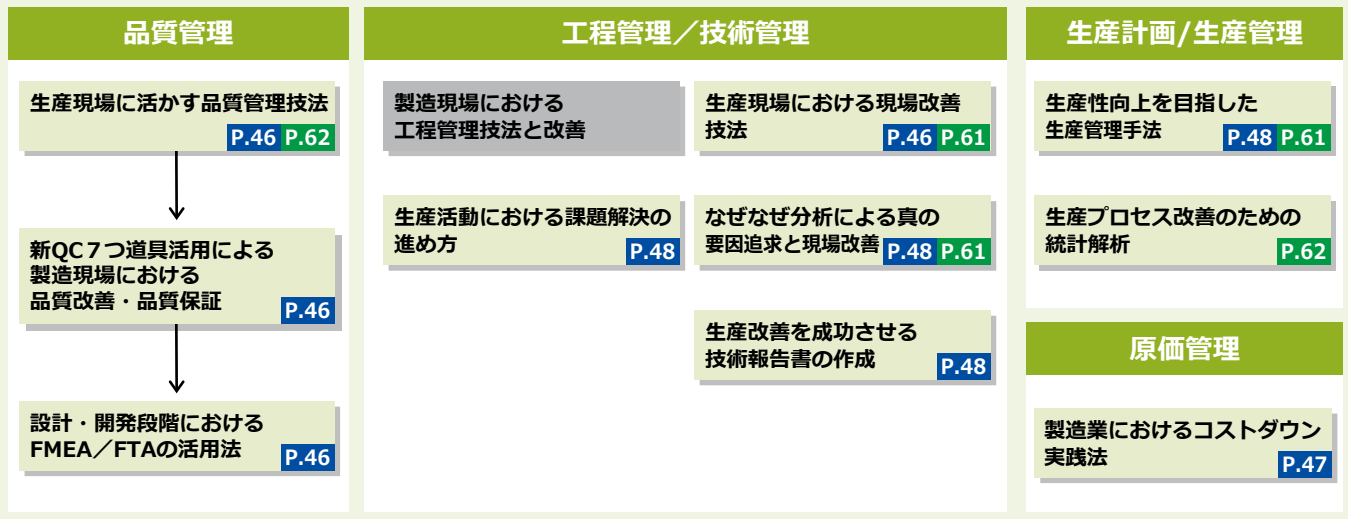 品質管理
生産現場に活かす品質管理技法
P.46 P.62
新QC７つ道具活用による
製造現場における
品質改善・品質保証
P.46
設計・開発段階における
FMEA／FTAの活用法
P.46
工程管理／技術管理
製造現場における
工程管理技法と改善
生産現場における現場改善
技法
P.46 P.61
生産活動における課題解決の
進め方
P.48
なぜなぜ分析による真の
要因追求と現場改善
P.48 P.61
生産改善を成功させる
技術報告書の作成
P.48
生産計画/生産管理
生産性向上を目指した
生産管理手法
P.48 P.61
生産プロセス改善のための
統計解析
P.62
原価管理
製造業におけるコストダウン
実践法
P.47